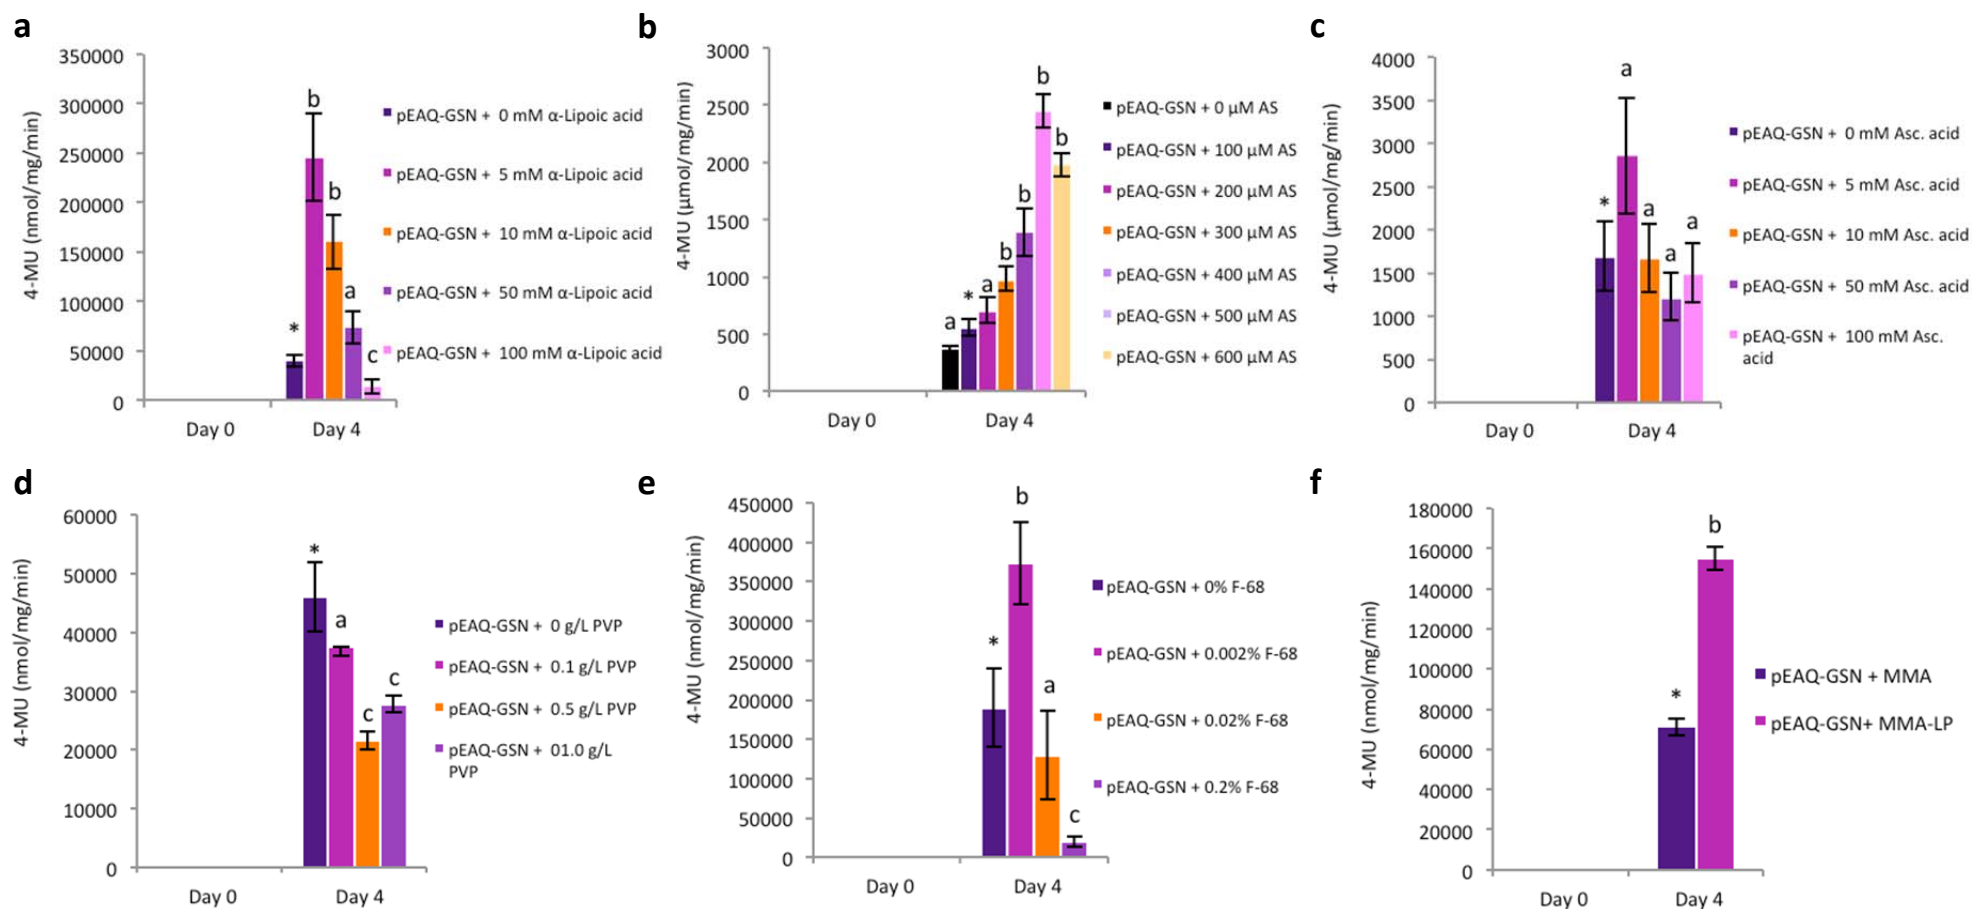 a
350000
300000
250000
200000
150000
100000
50000
0
4-MU (nmol/mg/min)
* b b a c
Day 0 Day 4
pEAQ-GSN + 0 mM α-Lipoic acid
pEAQ-GSN + 5 mM α-Lipoic acid
pEAQ-GSN + 10 mM α-Lipoic acid
pEAQ-GSN + 50 mM α-Lipoic acid
pEAQ-GSN + 100 mM α-Lipoic acid
b
3000
2500
2000
1500
1000
500
0
4-MU (µmol/mg/min)
a * a b b b b
Day 0 Day 4
pEAQ-GSN + 0 µM AS
pEAQ-GSN + 100 µM AS
pEAQ-GSN + 200 µM AS
pEAQ-GSN + 300 µM AS
pEAQ-GSN + 400 µM AS
pEAQ-GSN + 500 µM AS
pEAQ-GSN + 600 µM AS
c
4000
3500
3000
2500
2000
1500
1000
500
0
4-MU (µmol/mg/min)
* a a a a
Day 0 Day 4
pEAQ-GSN + 0 mM Asc. acid
pEAQ-GSN + 5 mM Asc. acid
pEAQ-GSN + 10 mM Asc. acid
pEAQ-GSN + 50 mM Asc. acid
pEAQ-GSN + 100 mM Asc.
acid
d
60000
50000
40000
30000
20000
10000
0
4-MU (nmol/mg/min)
* a c c
Day 0 Day 4
pEAQ-GSN + 0 g/L PVP
pEAQ-GSN + 0.1 g/L PVP
pEAQ-GSN + 0.5 g/L PVP
pEAQ-GSN + 01.0 g/L
PVP
e
450000
400000
350000
300000
250000
200000
150000
100000
50000
0
4-MU (nmol/mg/min)
* b a c
Day 0 Day 4
pEAQ-GSN + 0% F-68
pEAQ-GSN + 0.002% F-68
pEAQ-GSN + 0.02% F-68
pEAQ-GSN + 0.2% F-68
f
180000
160000
140000
120000
100000
80000
60000
40000
20000
0
4-MU (nmol/mg/min)
* b
Day 0 Day 4
pEAQ-GSN + MMA
pEAQ-GSN+ MMA-LP